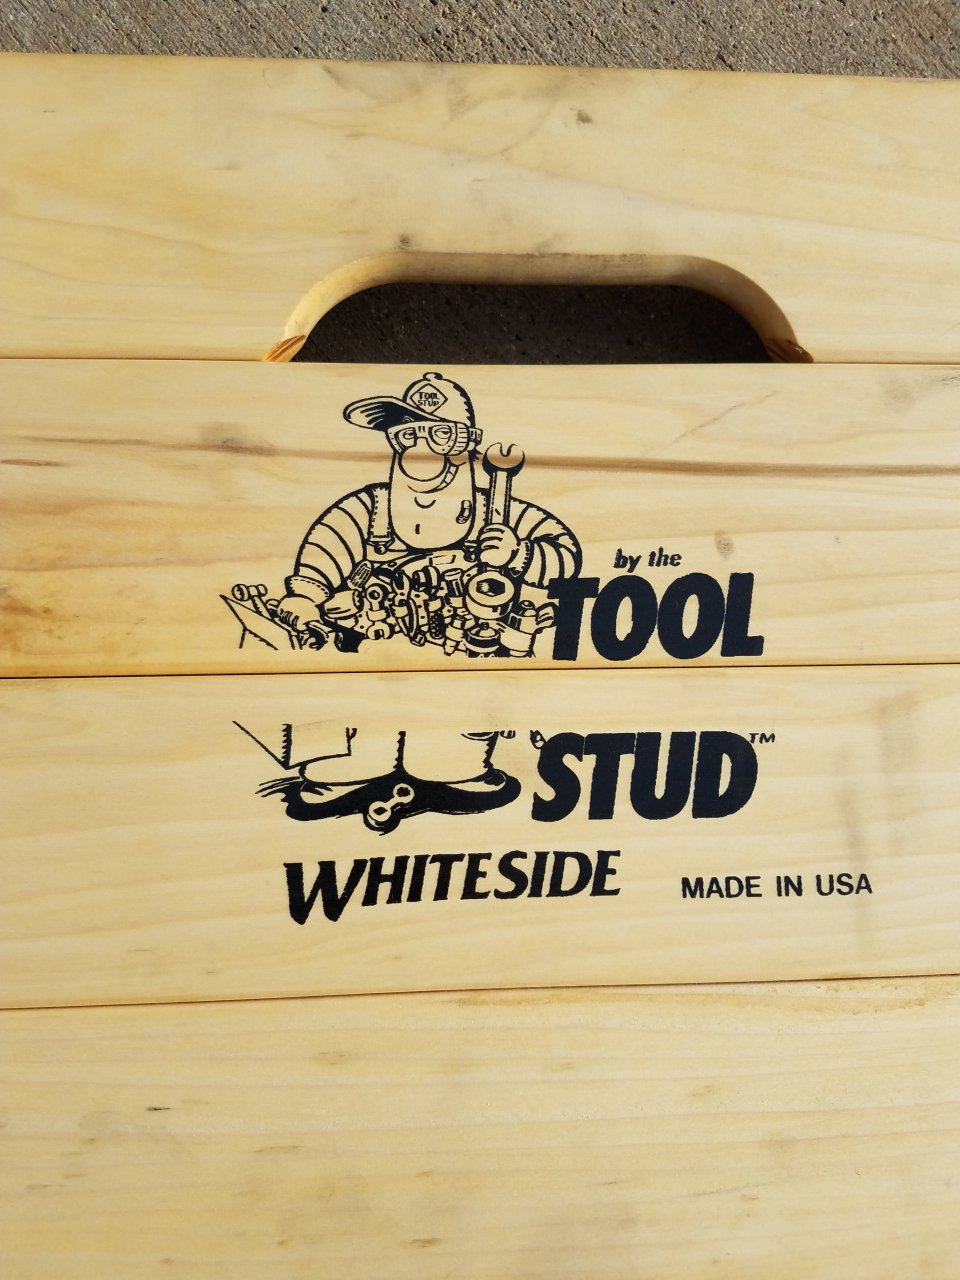 TOOL
STUD
by the
TOOL
STUD™
WHITESIDE
MADE IN USA